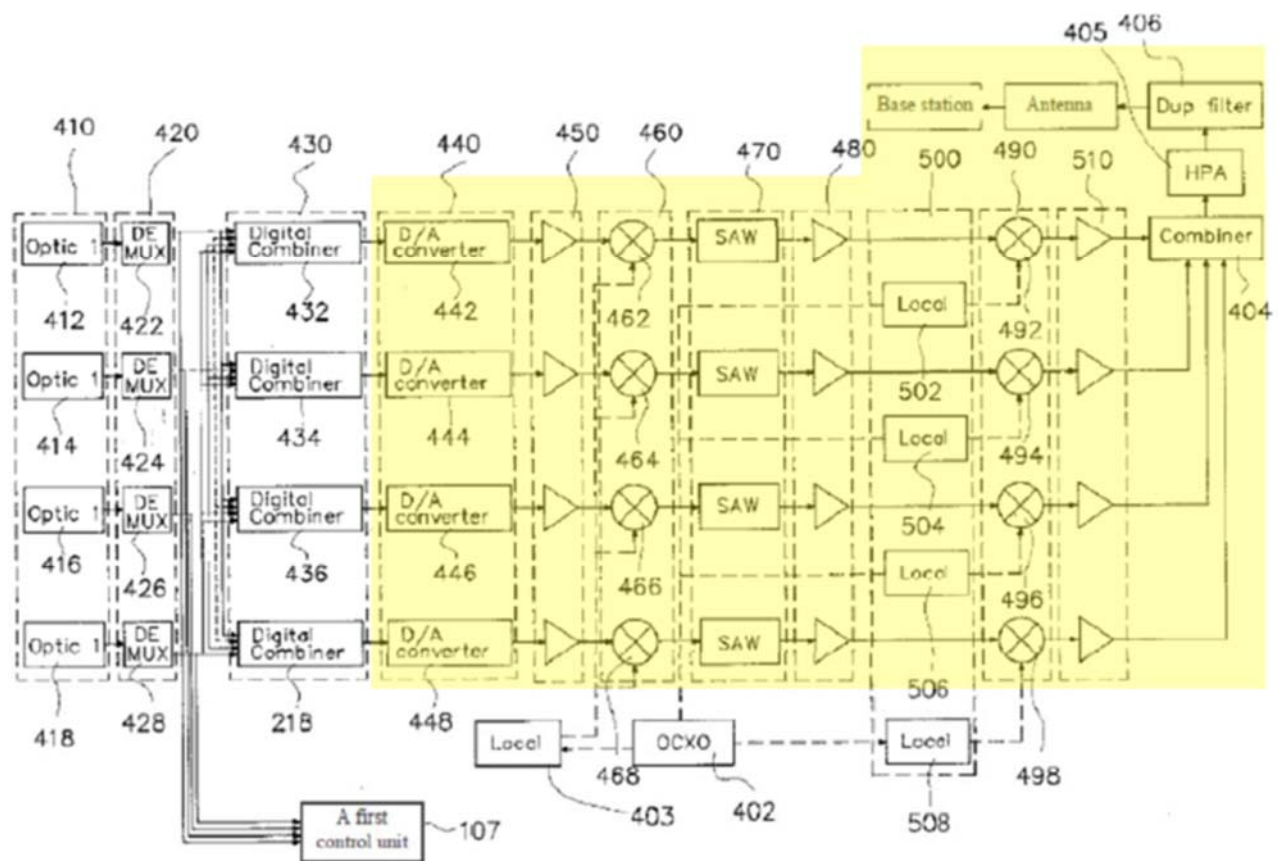 406
405
Base station
Antenna
Dup filter
410
420
430
440
450
460
470
480
500
490
510
HPA
Optic 1
DE
MUX
Digital
Combiner
D/A
converter
SAW
Combiner
412
422
432
442
462
Local
492
404
502
Optic 1
DE
MUX
Digital
Combiner
D/A
converter
SAW
414
424
434
444
464
Local
494
504
Optic 1
DE
MUX
Digital
Combiner
D/A
converter
SAW
416
426
436
446
466
Local
496
506
Optic 1
DE
MUX
Digital
Combiner
D/A
converter
SAW
418
428
218
448
468
Local
OCXO
Local
498
403
402
508
A first
control unit
107